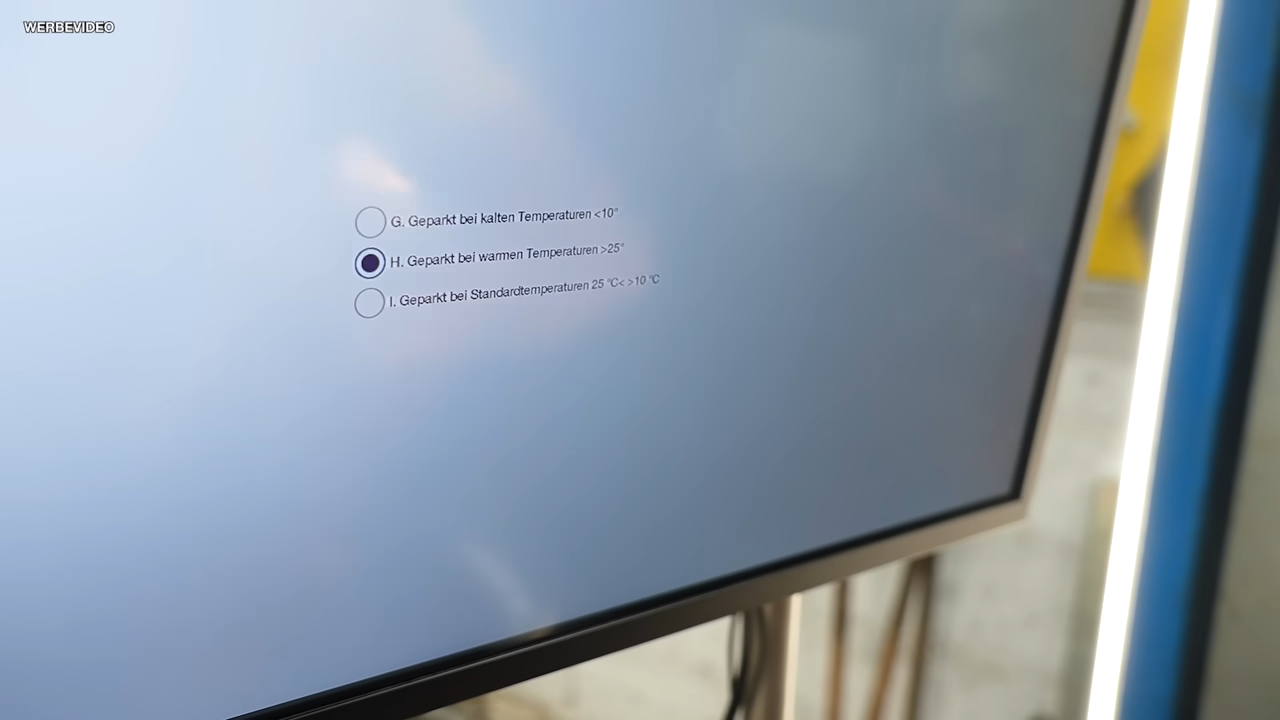 WERBEVIDEO
G. Geparkt bei kalten Temperaturen <10°
H. Geparkt bei warmen Temperaturen >25°
I. Geparkt bei Standardtemperaturen 25 °C< >10 °C